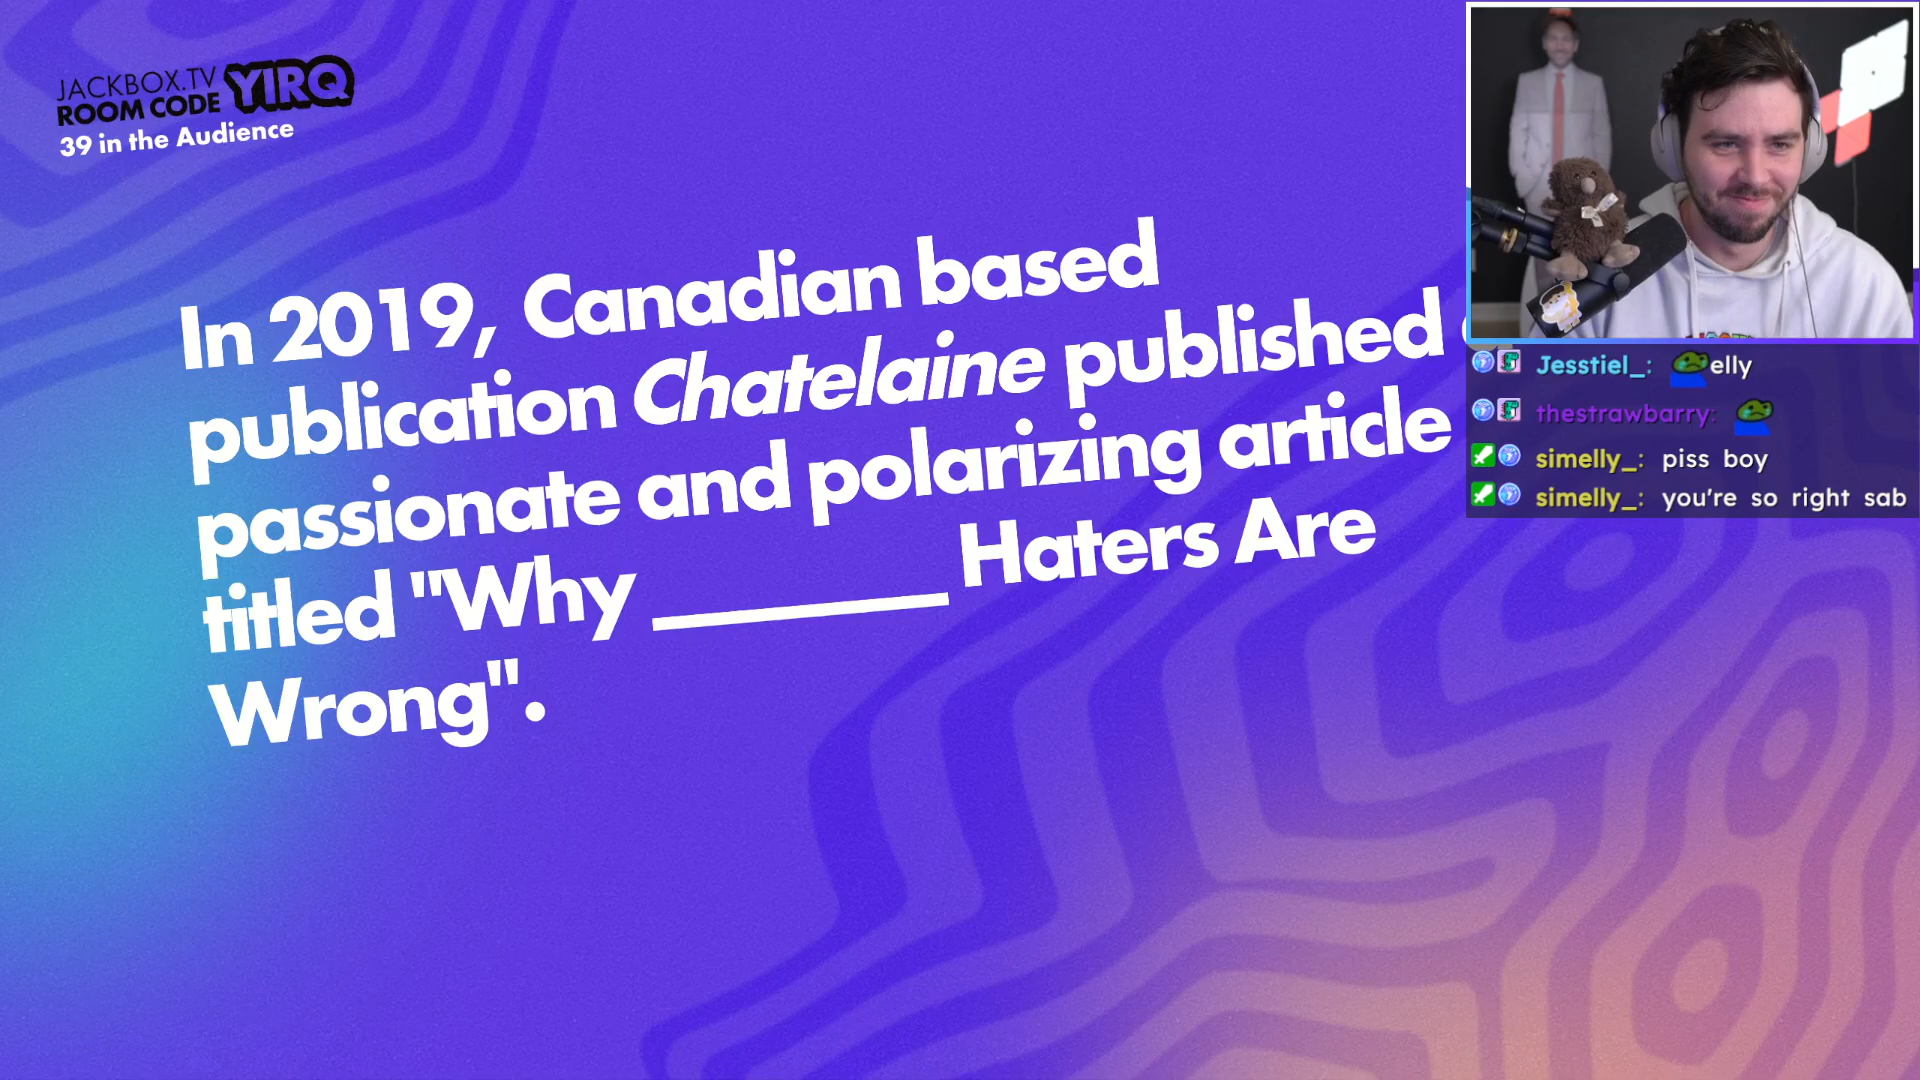 JACKBOX.TV
ROOM CODE YIRQ
39 in the Audience
In 2019, Canadian based
publication Chatelaine published
passionate and polarizing article
titled "Why ________ Haters Are
Wrong".
Jesstiel_: elly
thestrawbarry:
simelly_: piss boy
simelly_: you're so right sab